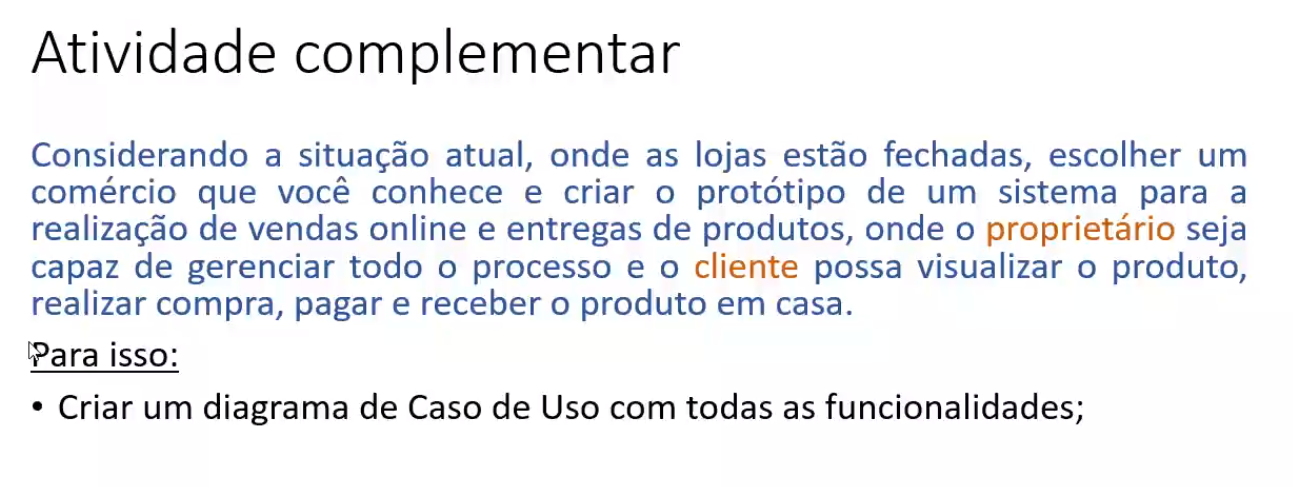 Atividade complementar
Considerando a situação atual, onde as lojas estão fechadas, escolher um
comércio que você conhece e criar o protótipo de um sistema para a
realização de vendas online e entregas de produtos, onde o proprietário seja
capaz de gerenciar todo o processo e o cliente possa visualizar o produto,
realizar compra, pagar e receber o produto em casa.
Para isso:
• Criar um diagrama de Caso de Uso com todas as funcionalidades;